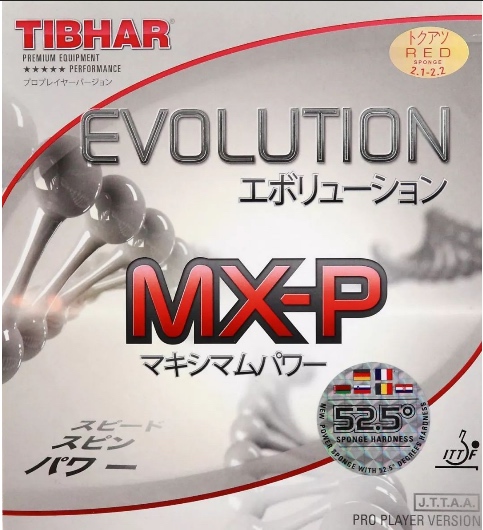 TIBHAR
PREMIUM EQUIPMENT
★★★★★ PERFORMANCE
プロプレイヤーバージョン
トクアツ
RED
SPONGE
2.1-2.2
EVOLUTION
エボリューション
MX-P
マキシマムパワー
NEW POWER SPONGE WITH 52.5° DEGREES HARDNESS
52.5°
SPONGE HARDNESS
スピード
スピン
パワー
ITTF
J.T.T.A.A.
PRO PLAYER VERSION